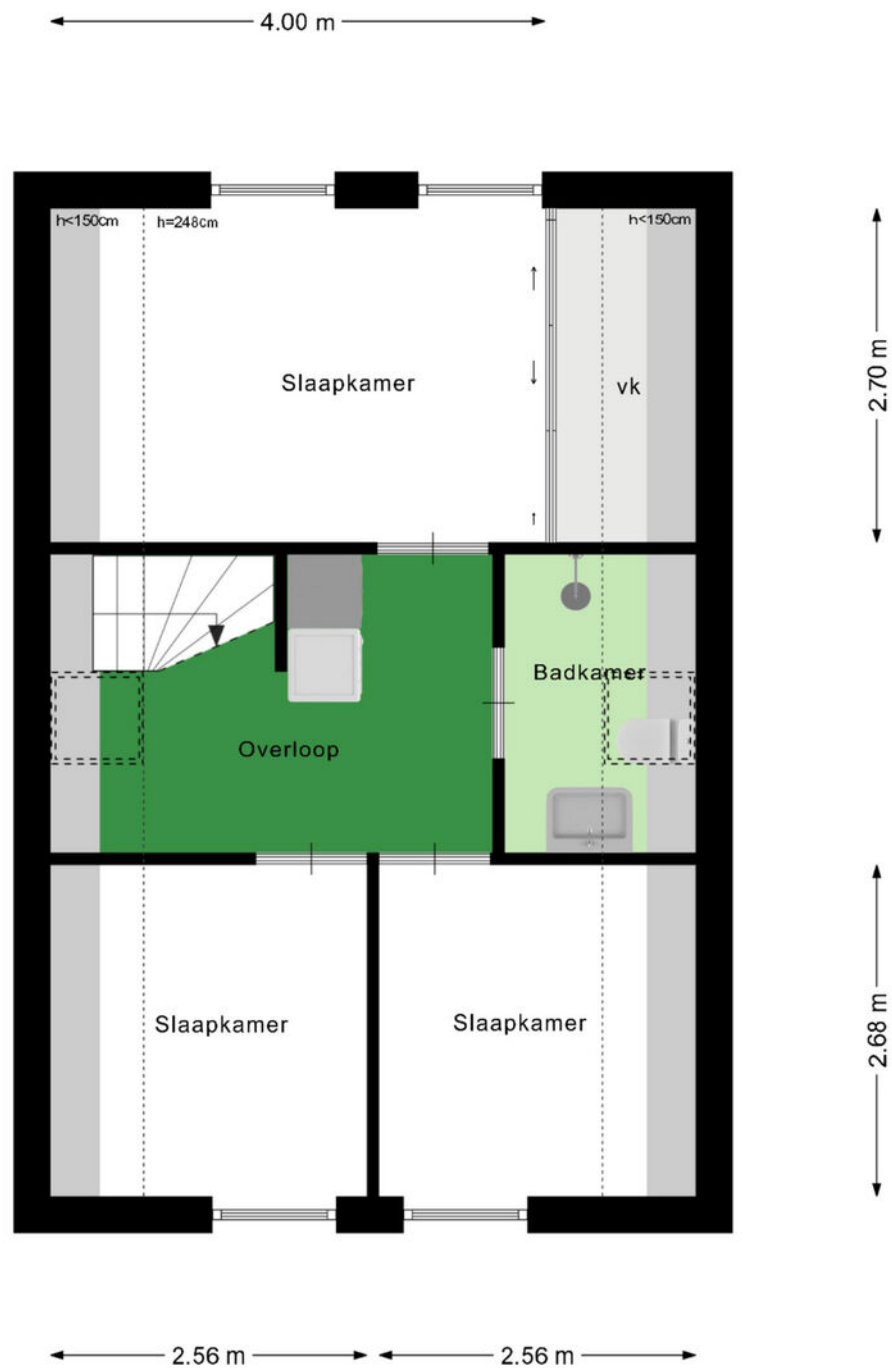 4.00 m
h<150cm
h=248cm
h<150cm
2.70 m
Slaapkamer
vk
Badkamer
Overloop
Slaapkamer
Slaapkamer
2.68 m
2.56 m
2.56 m